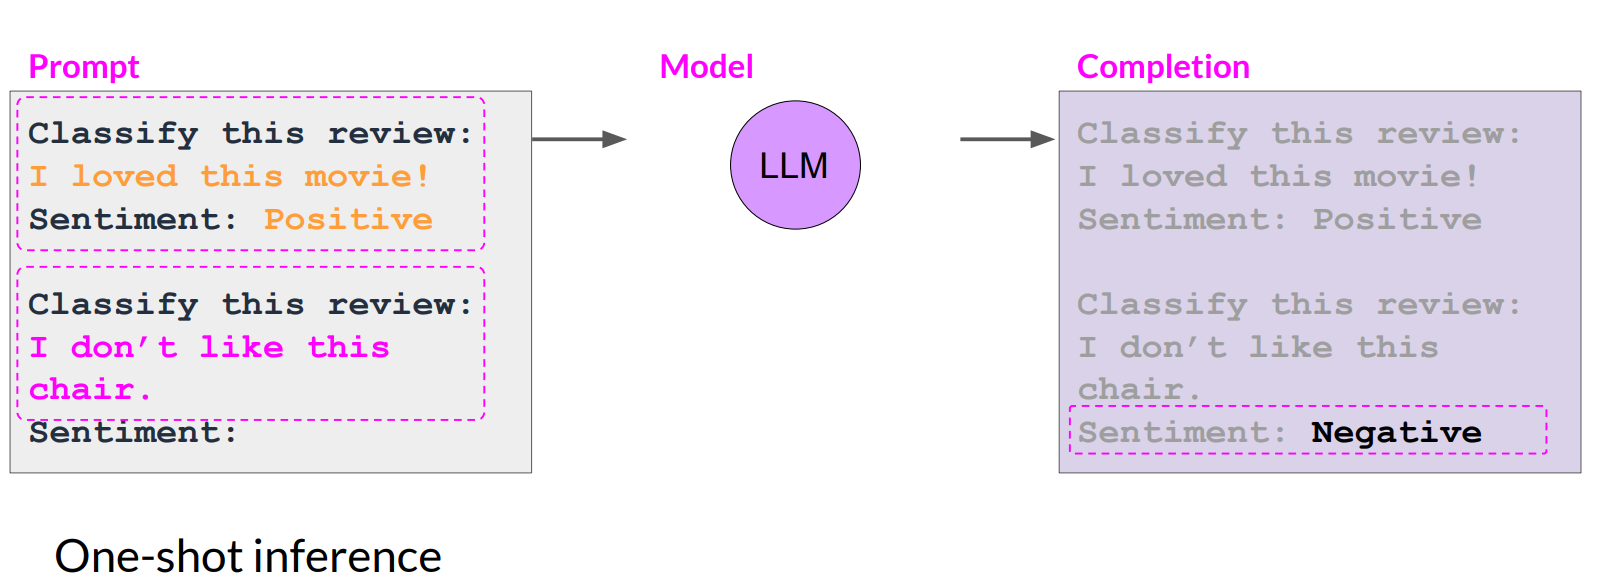 Prompt
Classify this review:
I loved this movie!
Sentiment: Positive
Classify this review:
I don’t like this
chair.
Sentiment:
Model
LLM
Completion
Classify this review:
I loved this movie!
Sentiment: Positive
Classify this review:
I don’t like this
chair.
Sentiment: Negative
One-shot inference